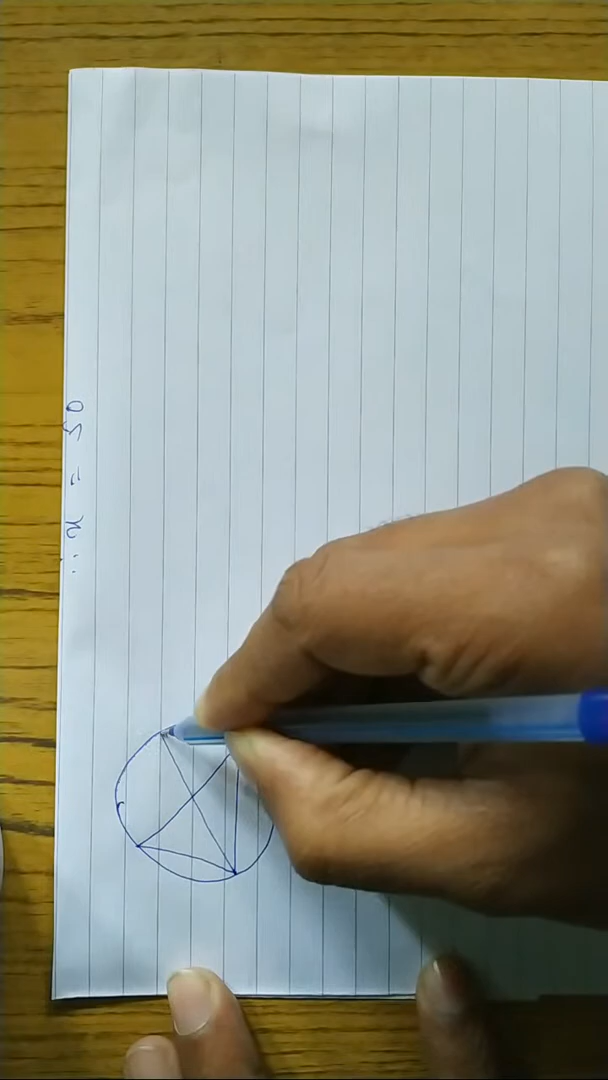 ∴ x = 50